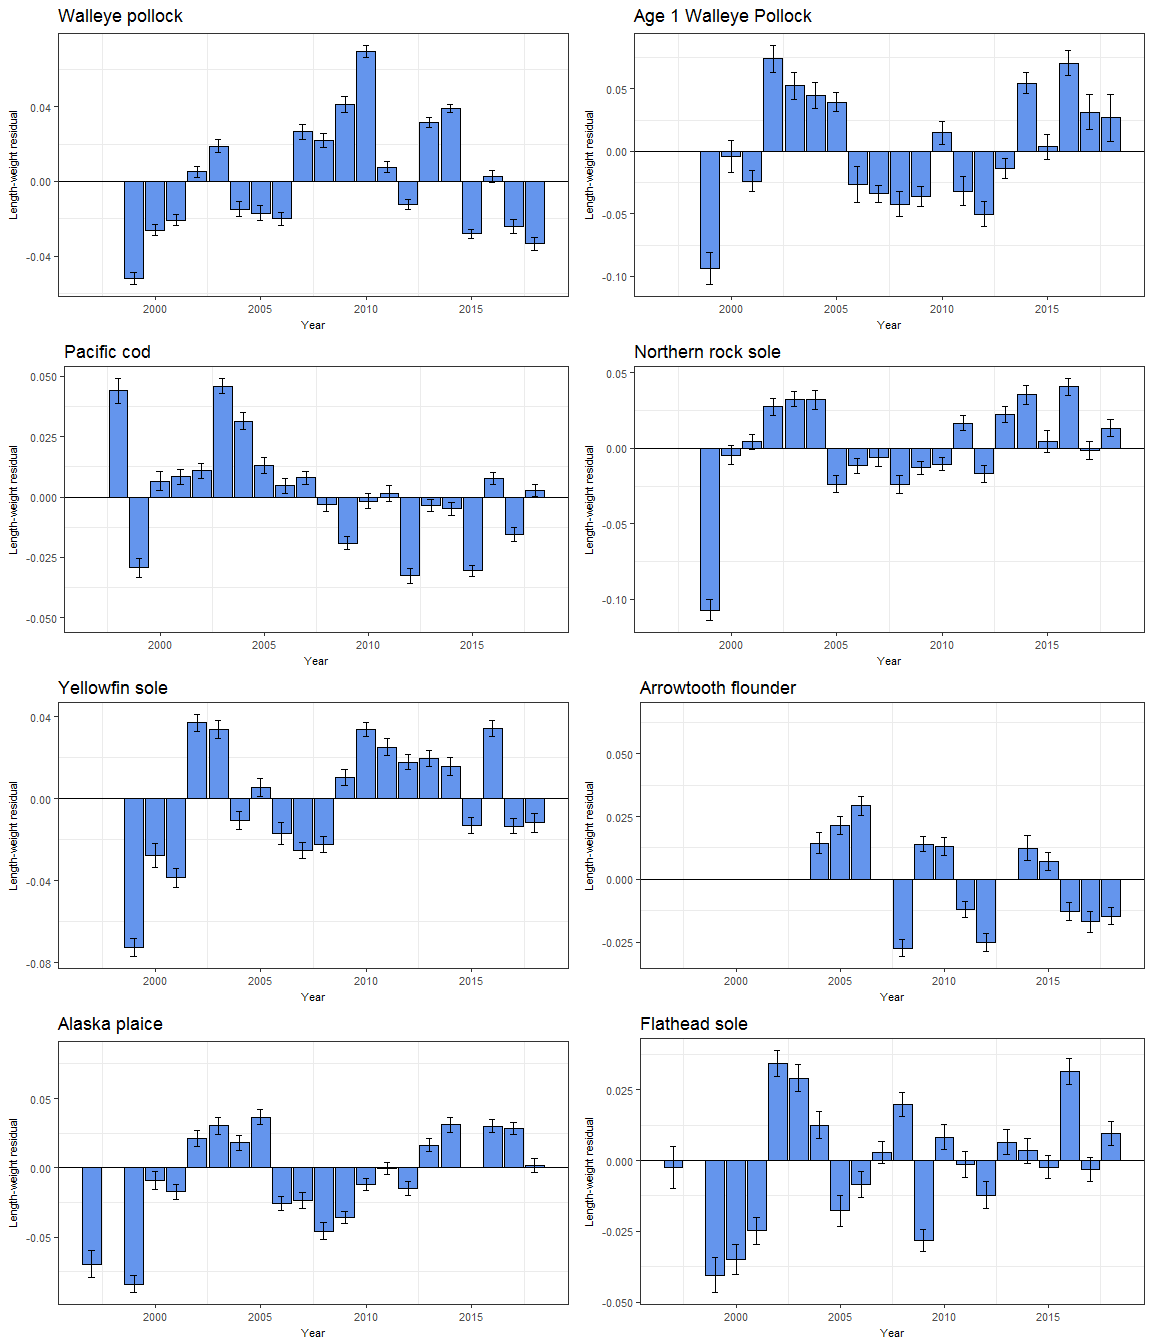 Walleye pollock
Length-weight residual
0.04
0.00
-0.04
2000 2005 2010 2015
Year
Age 1 Walleye Pollock
Length-weight residual
0.05
0.00
-0.05
-0.10
2000 2005 2010 2015
Year
Pacific cod
Length-weight residual
0.050
0.025
0.000
-0.025
-0.050
2000 2005 2010 2015
Year
Northern rock sole
Length-weight residual
0.05
0.00
-0.05
-0.10
2000 2005 2010 2015
Year
Yellowfin sole
Length-weight residual
0.04
0.00
-0.04
-0.08
2000 2005 2010 2015
Year
Arrowtooth flounder
Length-weight residual
0.050
0.025
0.000
-0.025
2000 2005 2010 2015
Year
Alaska plaice
Length-weight residual
0.05
0.00
-0.05
2000 2005 2010 2015
Year
Flathead sole
Length-weight residual
0.025
0.000
-0.025
-0.050
2000 2005 2010 2015
Year